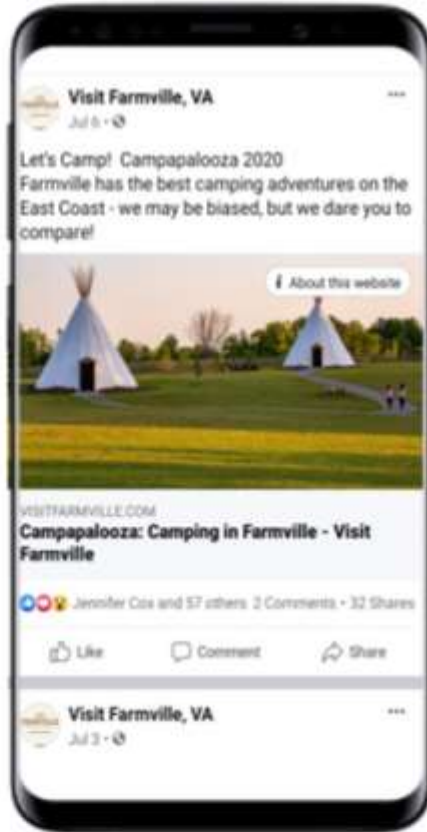 Visit Farmville, VA
Jul 6 •
Let's Camp!  Campapalooza 2020
Farmville has the best camping adventures on the
East Coast - we may be biased, but we dare you to
compare!
i About this website
VISITFARMVILLE.COM
Campapalooza: Camping in Farmville - Visit
Farmville
Jennifer Cox and 57 others 2 Comments • 32 Shares
Like Comment Share
Visit Farmville, VA
Jul 3 •